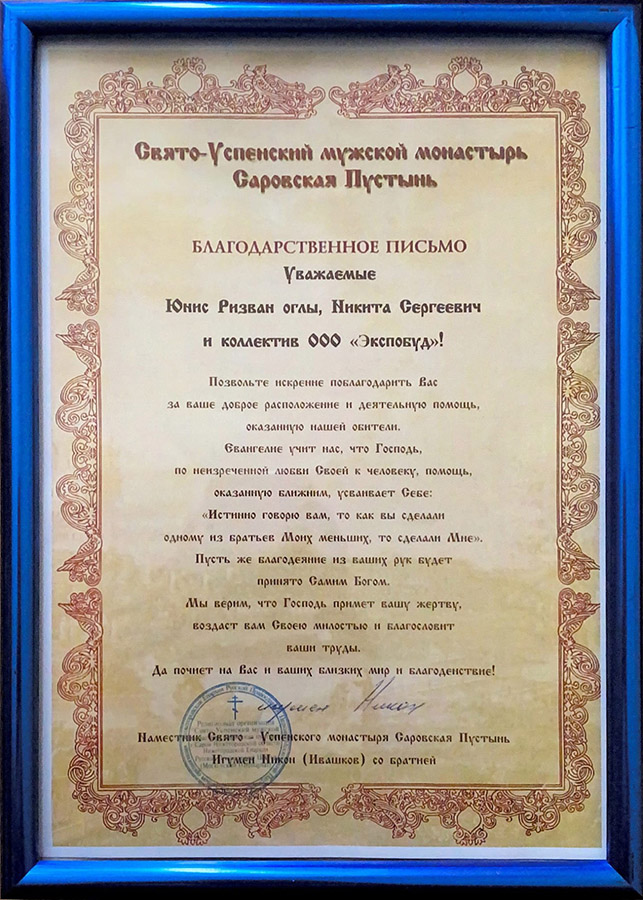 Свято-Успенский мужской монастырь
Саровская Пустынь
БЛАГОДАРСТВЕННОЕ ПИСЬМО
Уважаемые
Юнис Ризван оглы, Никита Сергеевич
и коллектив ООО «Экспобуд»!
Позвольте искренне поблагодарить Вас
за ваше доброе расположение и деятельную помощь,
оказанную нашей обители.
Евангелие учит нас, что Господь,
по неизреченной любви Своей к человеку, помощь,
оказанную ближним, усваивает Себе:
«Истинно говорю вам, то как вы сделали
одному из братьев Моих меньших, то сделали Мне».
Пусть же благодеяние из ваших рук будет
принято Самим Богом.
Мы верим, что Господь примет вашу жертву,
воздаст вам Своею милостью и благословит
ваши труды.
Да почиет на Вас и ваших близких мир и благоденствие!
игумен Никон
Наместник Свято - Успенского монастыря Саровская Пустынь
Игумен Никон (Ивашков) со братией